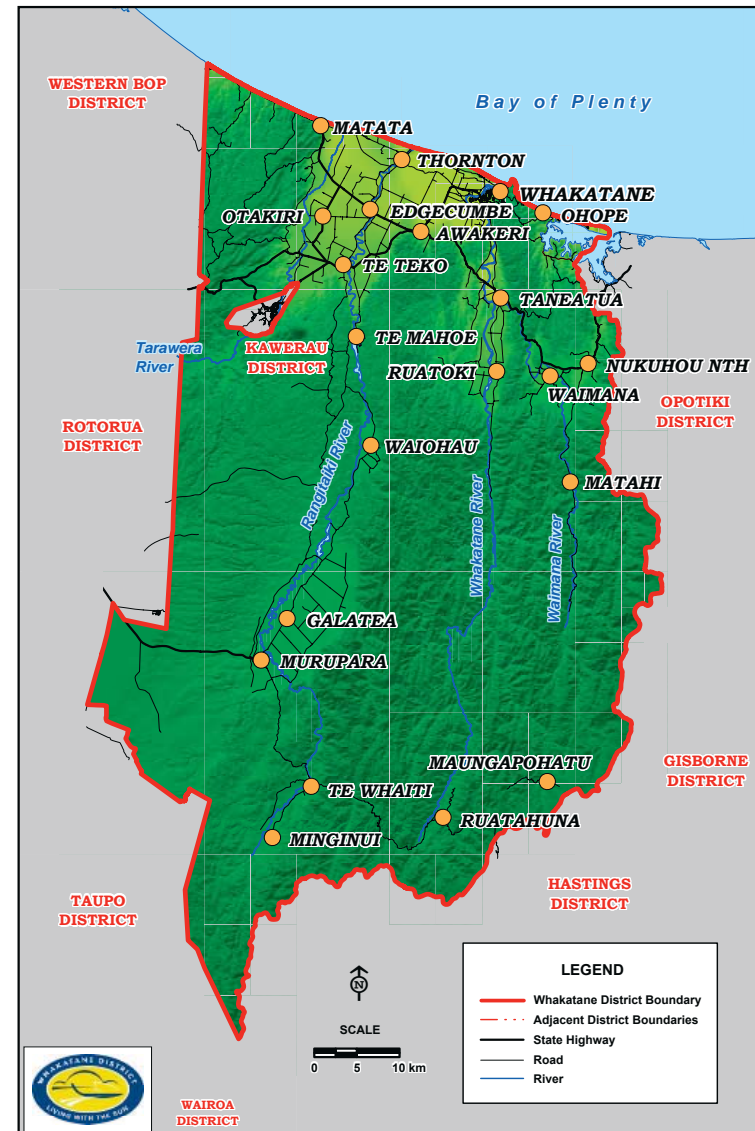 WESTERN BOP
DISTRICT
Bay of Plenty
MATATA
THORNTON
WHAKATANE
OTAKIRI
EDGECUMBE
OHOPE
AWAKERI
TE TEKO
TANEATUA
Tarawera
River
KAWERAU
DISTRICT
TE MAHOE
RUATOKI
NUKUHOU NTH
WAIMANA
OPOTIKI
DISTRICT
ROTORUA
DISTRICT
WAIOHAU
Rangitaiki River
MATAHI
Whakatane River
Waimana River
GALATEA
MURUPARA
MAUNGAPOHATU
GISBORNE
DISTRICT
TE WHAITI
RUATAHUNA
MINGINUI
TAUPO
DISTRICT
HASTINGS
DISTRICT
N
SCALE
0 5 10 km
LEGEND
Whakatane District Boundary
Adjacent District Boundaries
State Highway
Road
River
WHAKATANE DISTRICT
LIVING WITH THE SUN
WAIROA
DISTRICT